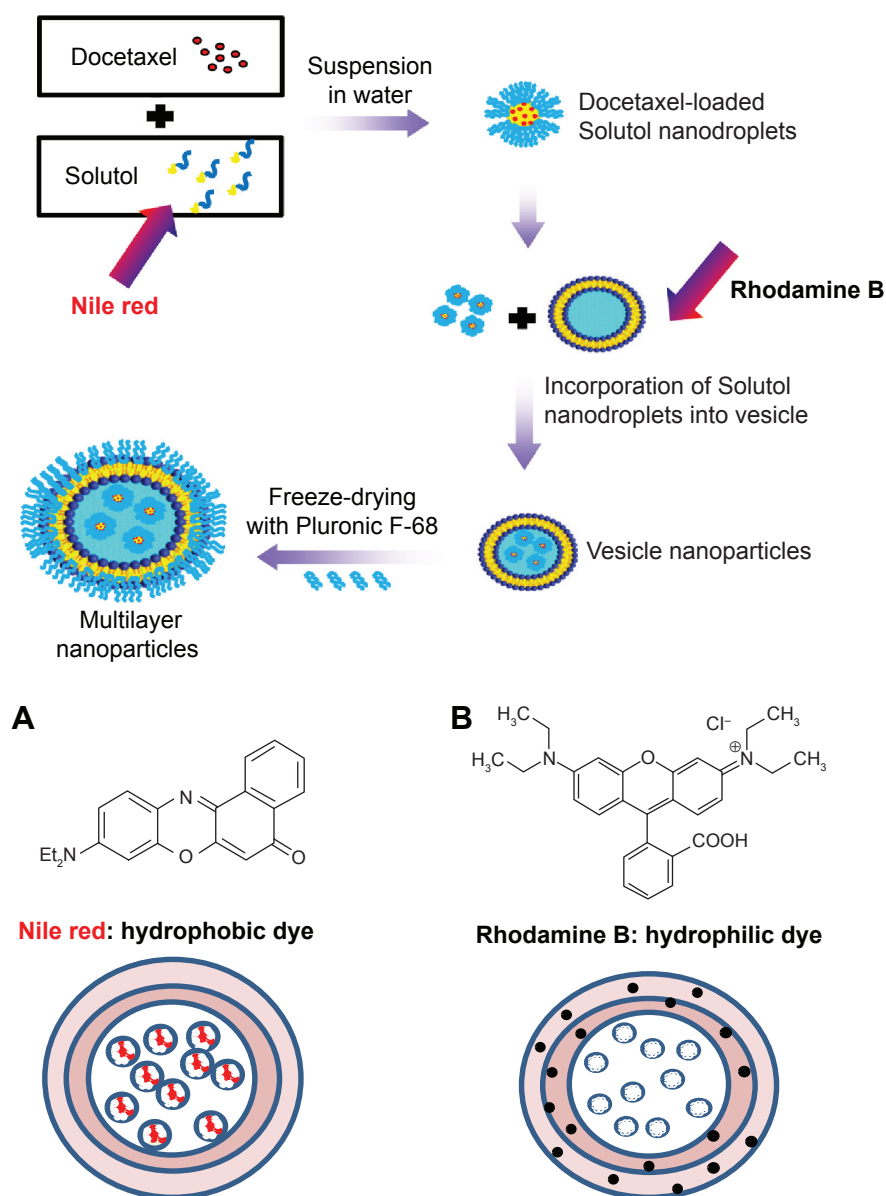 Docetaxel
Solutol
Nile red
Suspension
in water
Docetaxel-loaded
Solutol nanodroplets
Rhodamine B
Incorporation of Solutol
nanodroplets into vesicle
Vesicle nanoparticles
Freeze-drying
with Pluronic F-68
Multilayer
nanoparticles
A
N
Et₂N
O
O
Nile red: hydrophobic dye
B
H₃C
CH₃
Cl⁻
H₃C
N
O
⊕
N
CH₃
COOH
Rhodamine B: hydrophilic dye